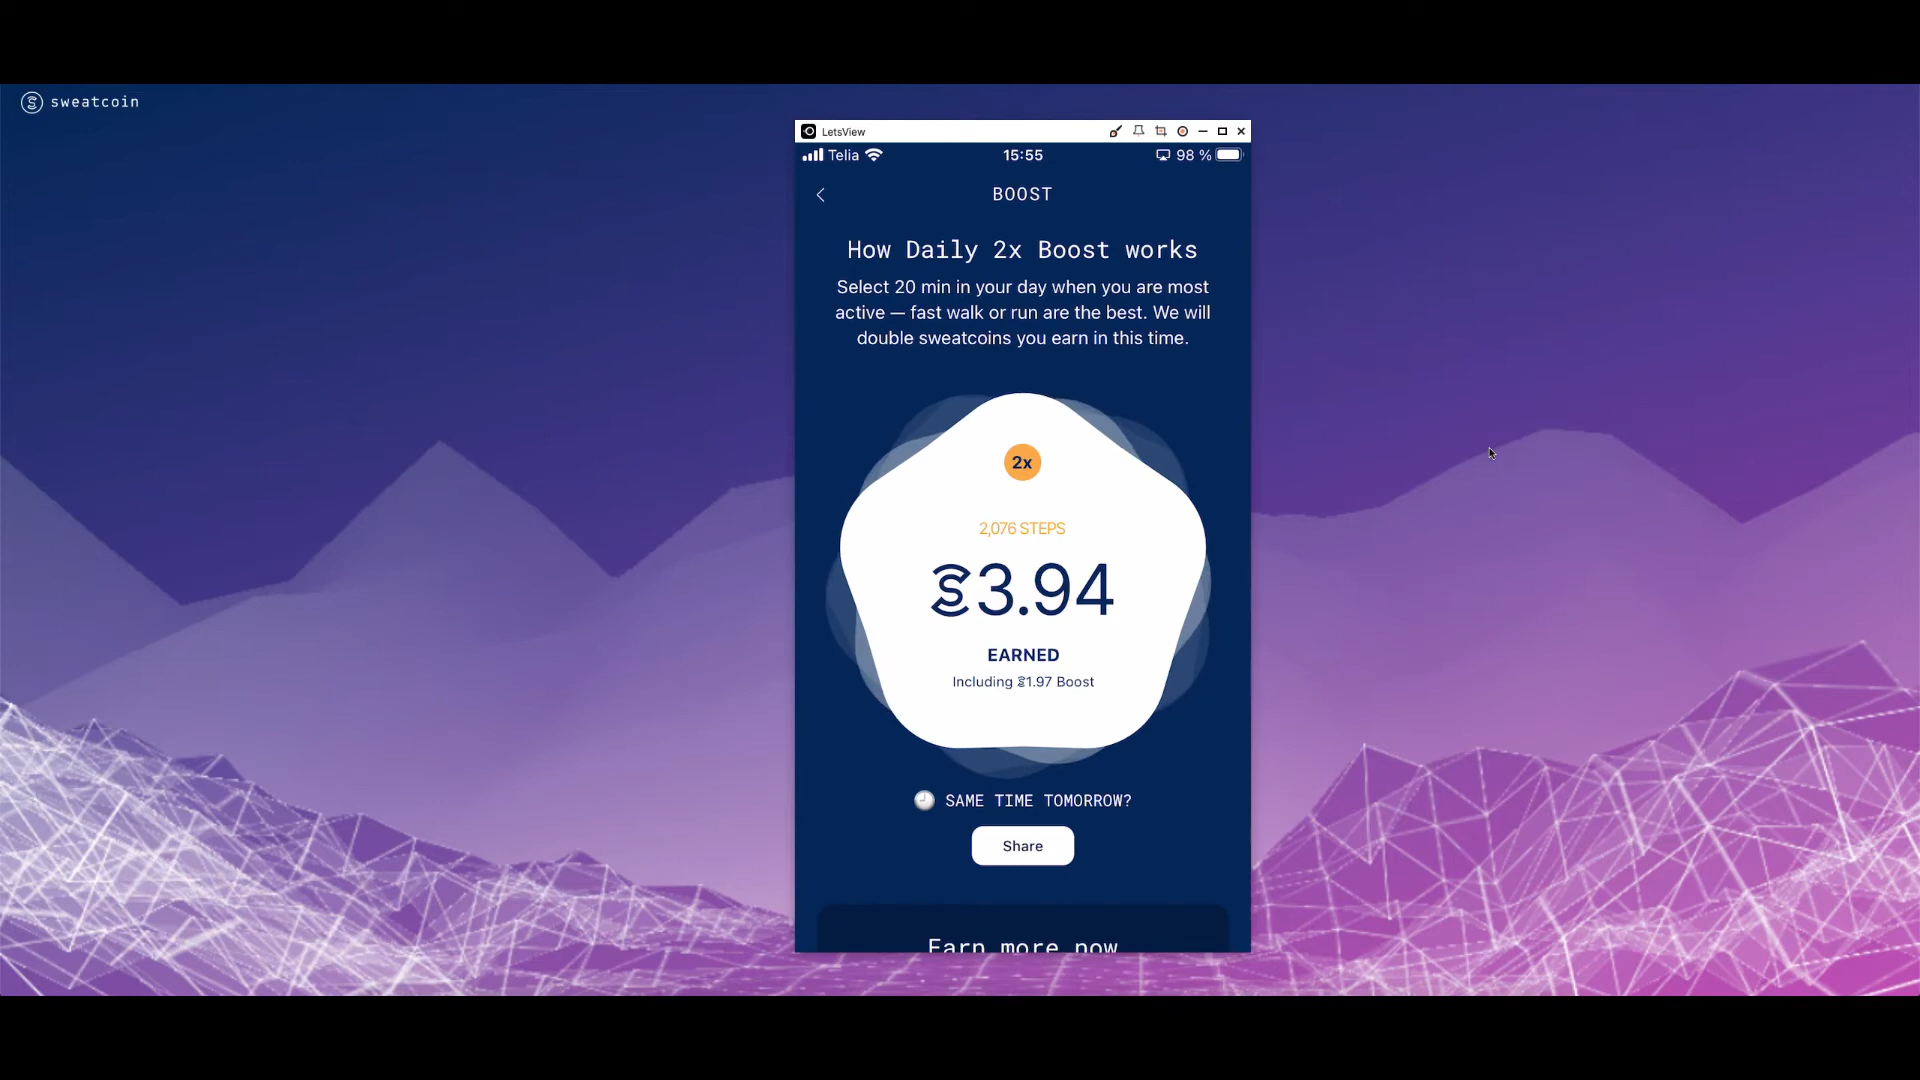 sweatcoin
LetsView
Telia 15:55 98 %
BOOST
How Daily 2x Boost works
Select 20 min in your day when you are most
active — fast walk or run are the best. We will
double sweatcoins you earn in this time.
2x
2,076 STEPS
3.94
EARNED
Including 1.97 Boost
SAME TIME TOMORROW?
Share
Earn more now